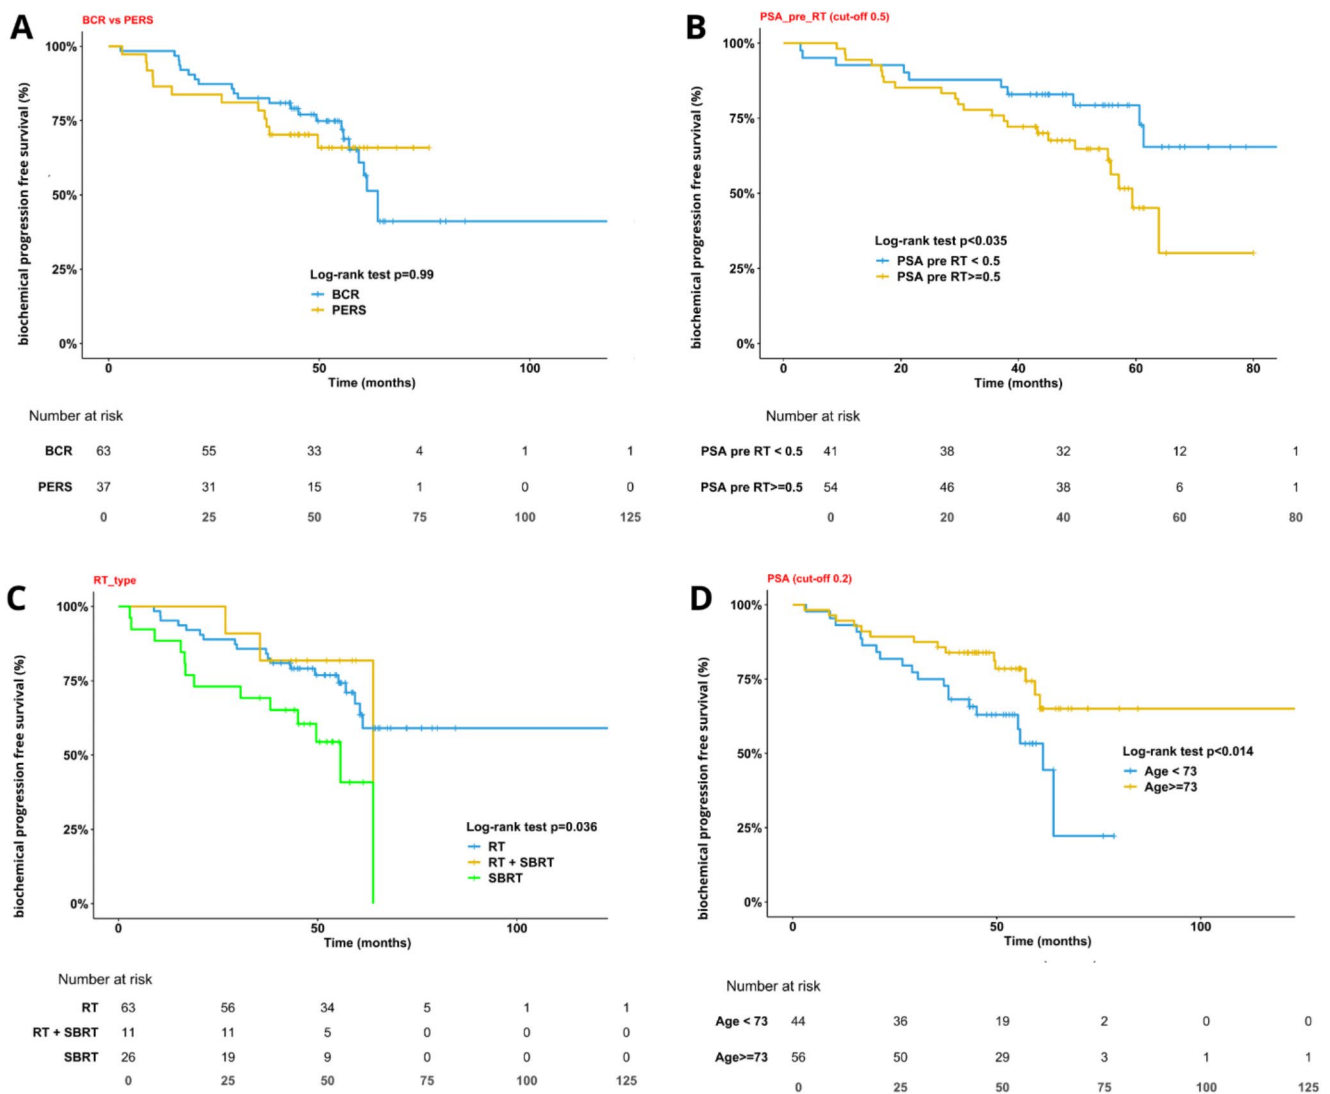 A
BCR vs PERS
biochemical progression free survival (%)
100%
75%
50%
25%
0%
Log-rank test p=0.99
BCR
PERS
0 50 100
Time (months)
Number at risk
BCR 63 55 33 4 1 1
PERS 37 31 15 1 0 0
0 25 50 75 100 125
B
PSA_pre_RT (cut-off 0.5)
biochemical progression free survival (%)
100%
75%
50%
25%
0%
Log-rank test p<0.035
PSA pre RT < 0.5
PSA pre RT>=0.5
0 20 40 60 80
Time (months)
Number at risk
PSA pre RT < 0.5 41 38 32 12 1
PSA pre RT>=0.5 54 46 38 6 1
0 20 40 60 80
C
RT_type
biochemical progression free survival (%)
100%
75%
50%
25%
0%
Log-rank test p=0.036
RT
RT + SBRT
SBRT
0 50 100
Time (months)
Number at risk
RT 63 56 34 5 1 1
RT + SBRT 11 11 5 0 0 0
SBRT 26 19 9 0 0 0
0 25 50 75 100 125
D
PSA (cut-off 0.2)
biochemical progression free survival (%)
100%
75%
50%
25%
0%
Log-rank test p<0.014
Age < 73
Age>=73
0 50 100
Time (months)
Number at risk
Age < 73 44 36 19 2 0 0
Age>=73 56 50 29 3 1 1
0 25 50 75 100 125